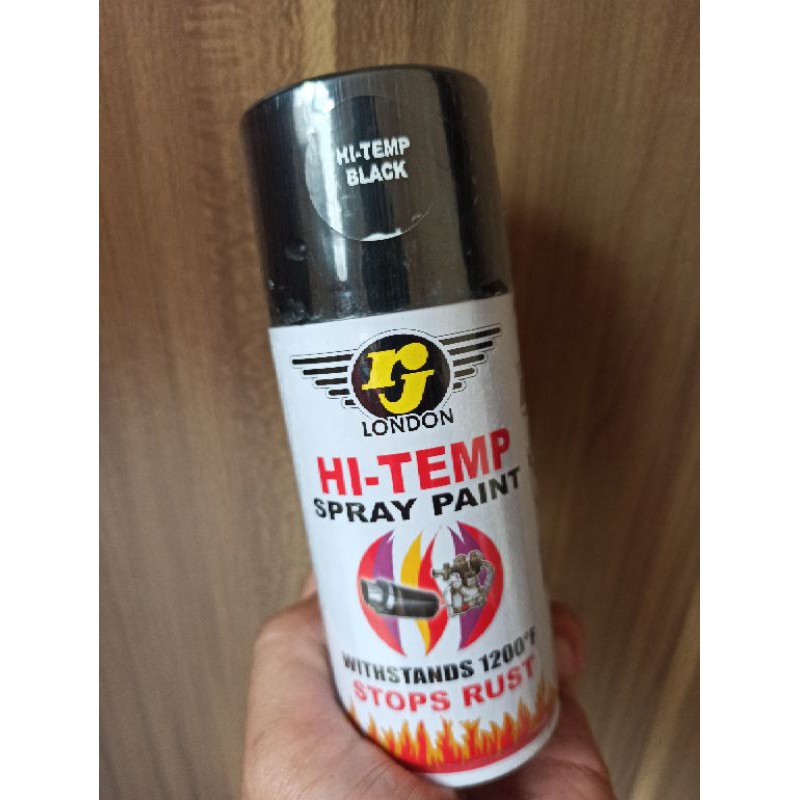 HI-TEMP
BLACK
rj
LONDON
HI-TEMP
SPRAY PAINT
WITHSTANDS 1200°F
STOPS RUST